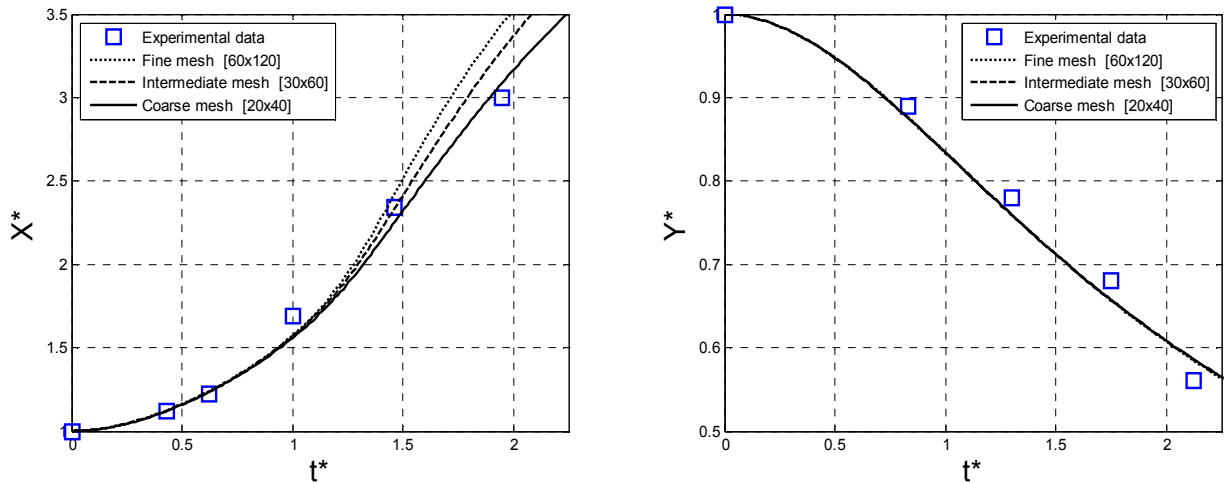 3.5
3
2.5
2
1.5
1
X*
Experimental data
Fine mesh [60x120]
Intermediate mesh [30x60]
Coarse mesh [20x40]
0 0.5 1 1.5 2
t*
1
0.9
0.8
0.7
0.6
0.5
Y*
Experimental data
Fine mesh [60x120]
Intermediate mesh [30x60]
Coarse mesh [20x40]
0 0.5 1 1.5 2
t*